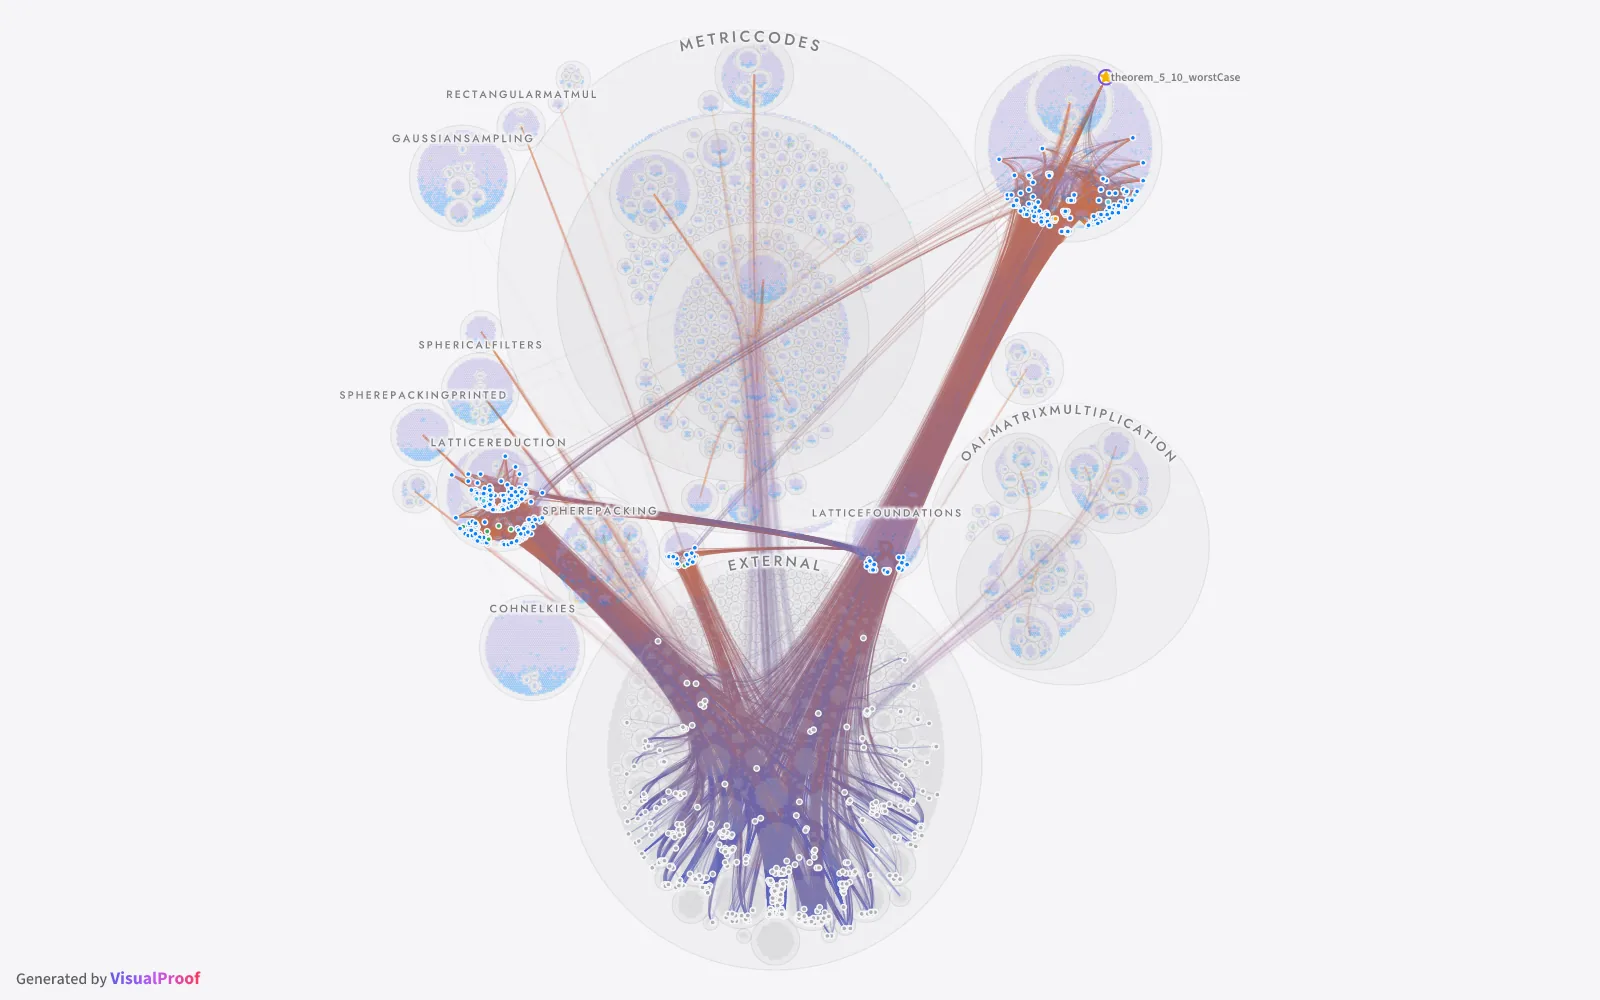 METRICCODES
theorem_5_10_worstCase
RECTANGULARMATMUL
GAUSSIANSAMPLING
SPHERICALFILTERS
SPHEREPACKINGPRINTED
OAI.MATRIXMULTIPLICATION
LATTICEREDUCTION
SPHEREPACKING
LATTICEFOUNDATIONS
EXTERNAL
COHNELKIES
Generated by VisualProof